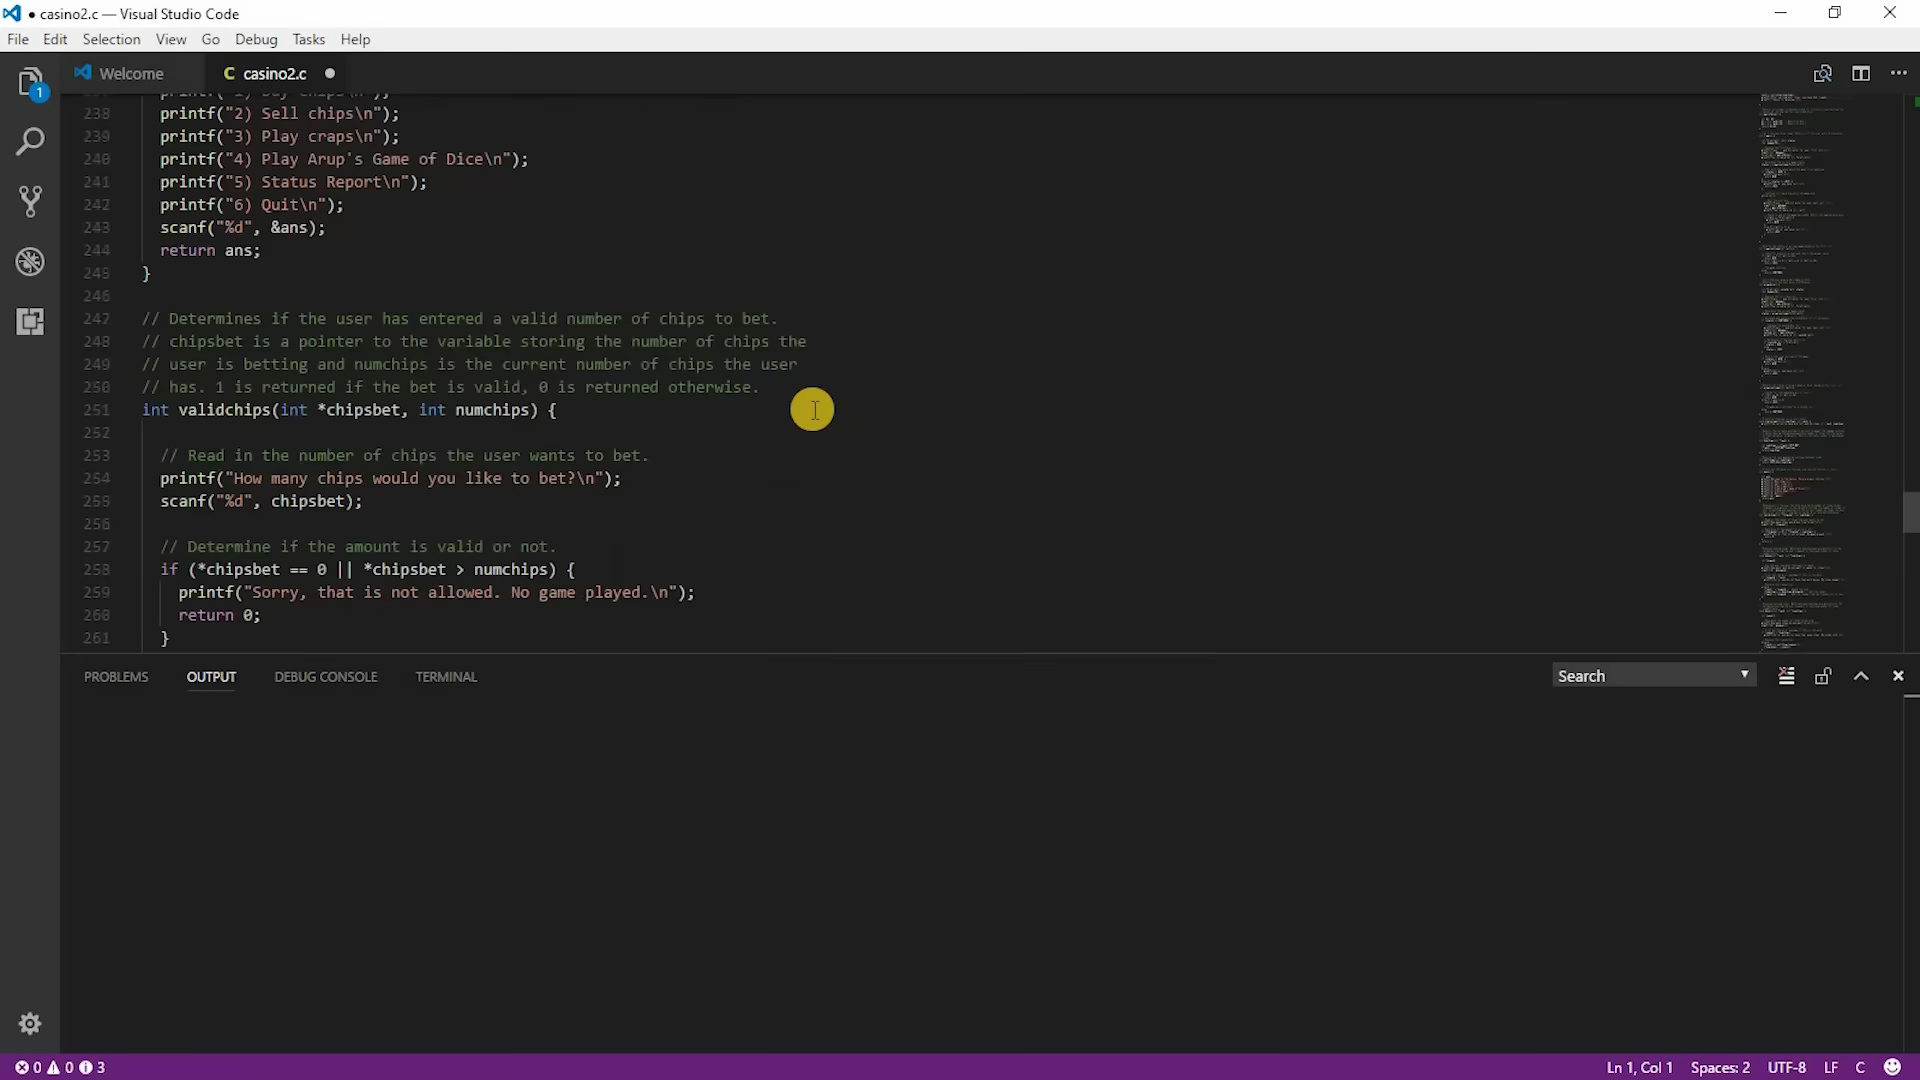 ● casino2.c — Visual Studio Code
File Edit Selection View Go Debug Tasks Help
1
Welcome
C casino2.c ●
238 printf("2) Sell chips\n");
239 printf("3) Play craps\n");
240 printf("4) Play Arup's Game of Dice\n");
241 printf("5) Status Report\n");
242 printf("6) Quit\n");
243 scanf("%d", &ans);
244 return ans;
245 }
246
247 // Determines if the user has entered a valid number of chips to bet.
248 // chipsbet is a pointer to the variable storing the number of chips the
249 // user is betting and numchips is the current number of chips the user
250 // has. 1 is returned if the bet is valid, 0 is returned otherwise.
251 int validchips(int *chipsbet, int numchips) {
252
253 // Read in the number of chips the user wants to bet.
254 printf("How many chips would you like to bet?\n");
255 scanf("%d", chipsbet);
256
257 // Determine if the amount is valid or not.
258 if (*chipsbet == 0 || *chipsbet > numchips) {
259 printf("Sorry, that is not allowed. No game played.\n");
260 return 0;
261 }
PROBLEMS OUTPUT DEBUG CONSOLE TERMINAL
Search
0 0 3
Ln 1, Col 1 Spaces: 2 UTF-8 LF C